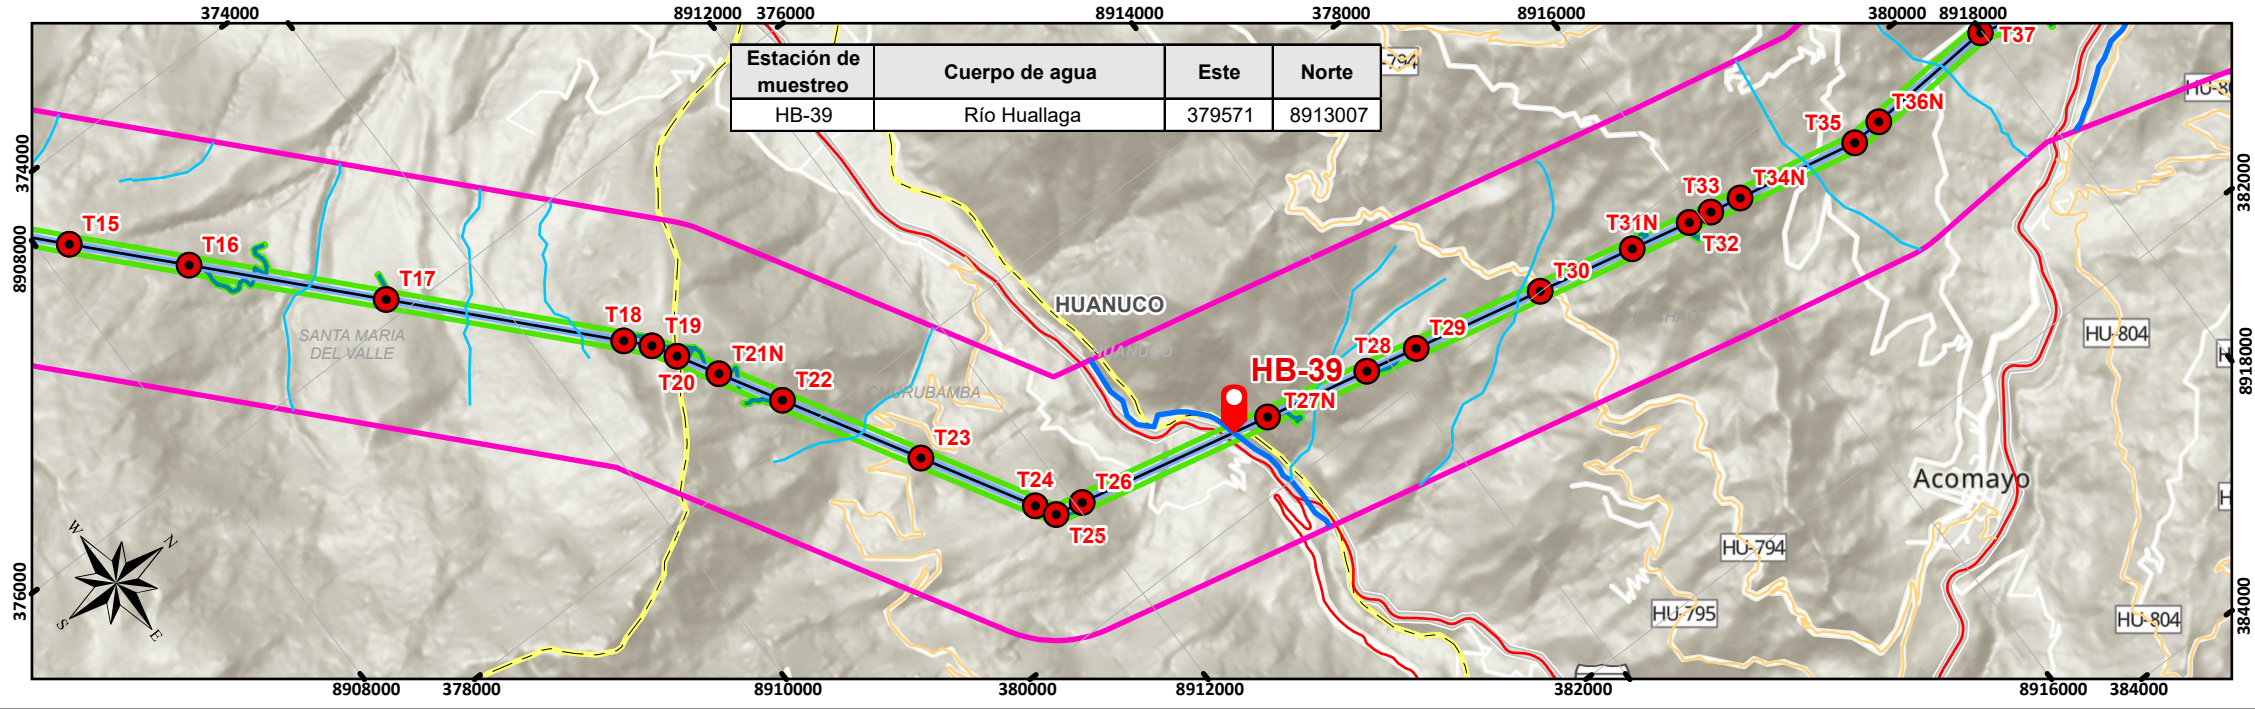 374000
8912000
376000
8914000
378000
8916000
380000
8918000
Estación de muestreo
Cuerpo de agua
Este
Norte
HB-39
Río Huallaga
379571
8913007
T37
T36N
T35
T34N
T33
T32
T31N
T30
T29
T28
T27N
HB-39
T26
T25
T24
T23
T22
T21N
T20
T19
T18
T17
T16
T15
374000
8908000
376000
382000
8918000
384000
SANTA MARIA
DEL VALLE
CHURUBAMBA
HUANUCO
HUANUCO
Acomayo
HU-804
HU-794
HU-795
HU-804
W
N
S
E
8908000
378000
8910000
380000
8912000
382000
8916000
384000